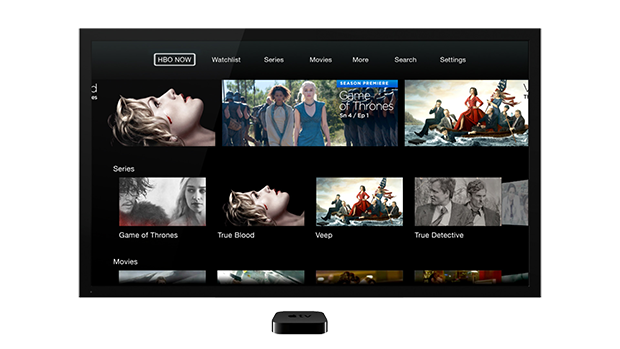 HBO NOW Watchlist Series Movies More Search Settings
SEASON PREMIERE
Game
of Thrones
Sn 4 / Ep 1
Series
Game of Thrones True Blood Veep True Detective
Movies
tv